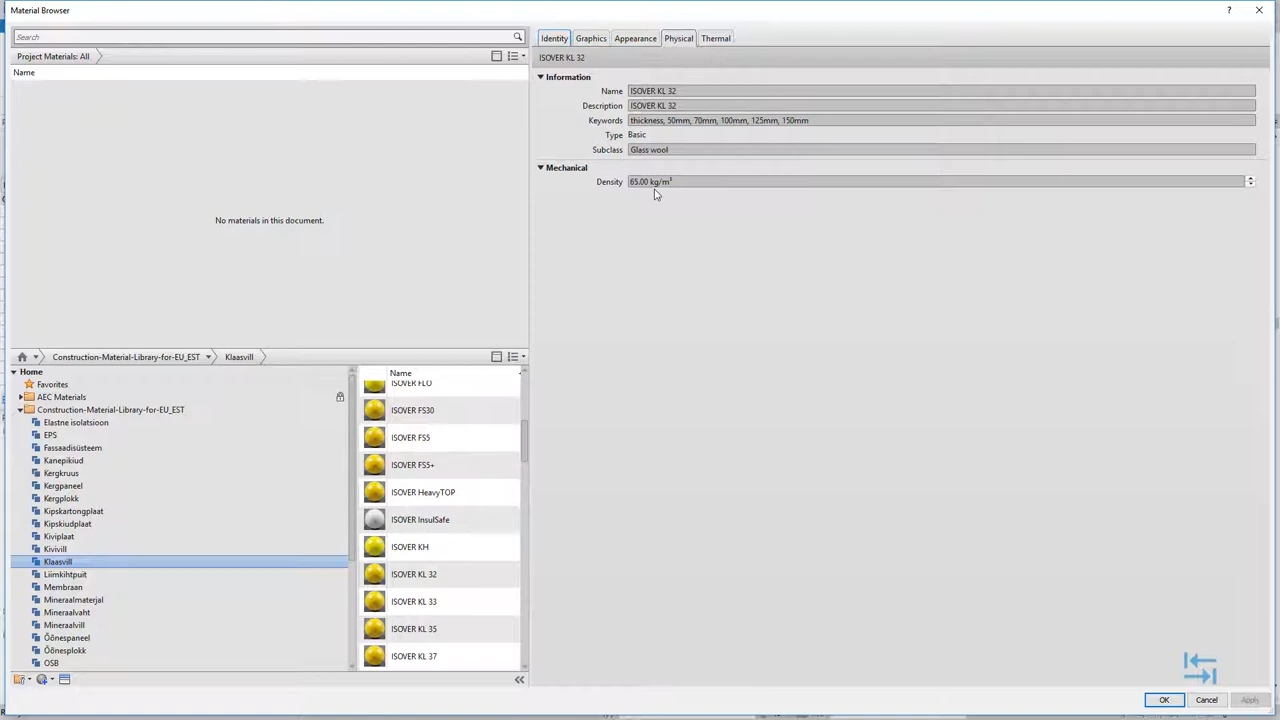 Material Browser
?
Search
Project Materials: All
Name
No materials in this document.
Construction-Material-Library-for-EU_EST
Klaasvill
Home
Favorites
AEC Materials
Construction-Material-Library-for-EU_EST
Elastne isolatsioon
EPS
Fassaadisüsteem
Kanepikiud
Kergkruus
Kergpaneel
Kergplokk
Kipskartongplaat
Kipskiudplaat
Kiviplaat
Kivivill
Klaasvill
Liimkihtpuit
Membraan
Mineraalmaterjal
Mineraalvaht
Mineraalvill
Õõnespaneel
Õõnesplokk
OSB
Name
ISOVER FLO
ISOVER FS30
ISOVER FS5
ISOVER FS5+
ISOVER HeavyTOP
ISOVER InsulSafe
ISOVER KH
ISOVER KL 32
ISOVER KL 33
ISOVER KL 35
ISOVER KL 37
Identity Graphics Appearance Physical Thermal
ISOVER KL 32
Information
Name ISOVER KL 32
Description ISOVER KL 32
Keywords thickness, 50mm, 70mm, 100mm, 125mm, 150mm
Type Basic
Subclass Glass wool
Mechanical
Density 65.00 kg/m³
OK Cancel Apply